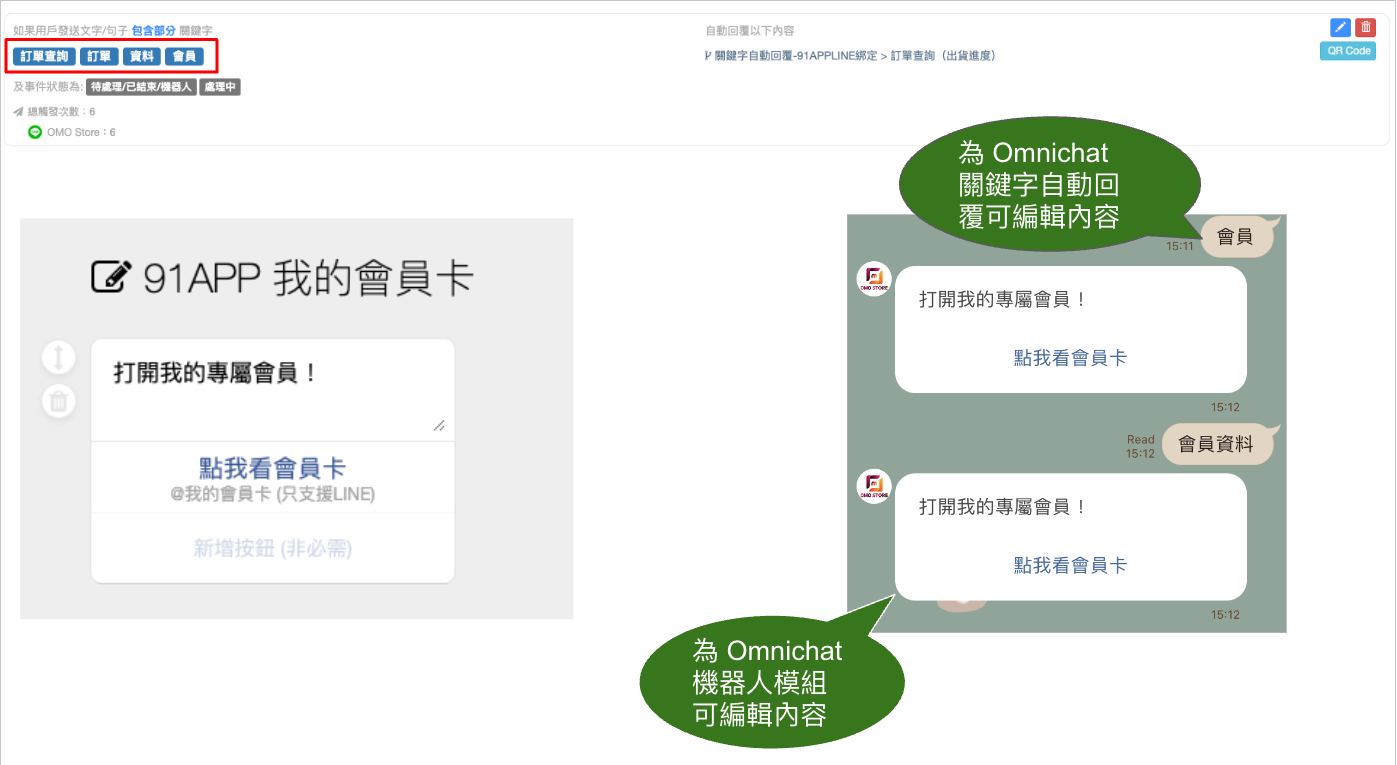 如果用戶發送文字/句子 包含部分 關鍵字
訂單查詢 訂單 資料 會員
及事件狀態為: 待處理/已結束/機器人 處理中
總觸發次數：6
OMO Store：6
自動回覆以下內容
關鍵字自動回覆-91APPLINE綁定 > 訂單查詢（出貨進度）
QR Code
91APP 我的會員卡
打開我的專屬會員！
點我看會員卡
@我的會員卡 (只支援LINE)
新增按鈕 (非必需)
為 Omnichat
關鍵字自動回
覆可編輯內容
15:11
會員
OMO STORE
打開我的專屬會員！
點我看會員卡
15:12
Read
15:12
會員資料
OMO STORE
打開我的專屬會員！
點我看會員卡
15:12
為 Omnichat
機器人模組
可編輯內容